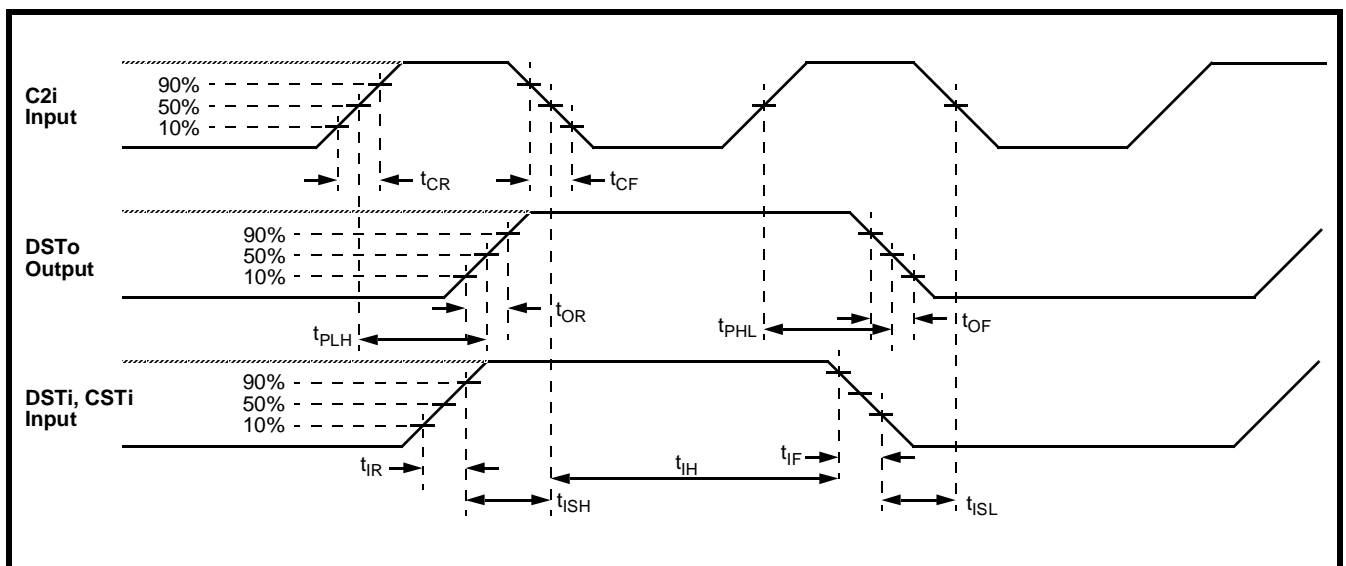 C2i
Input
90%
50%
10%
tCR
tCF
DSTo
Output
90%
50%
10%
tOR
tOF
tPLH
tPHL
DSTi, CSTi
Input
90%
50%
10%
tIR
tIH
tIF
tISH
tISL